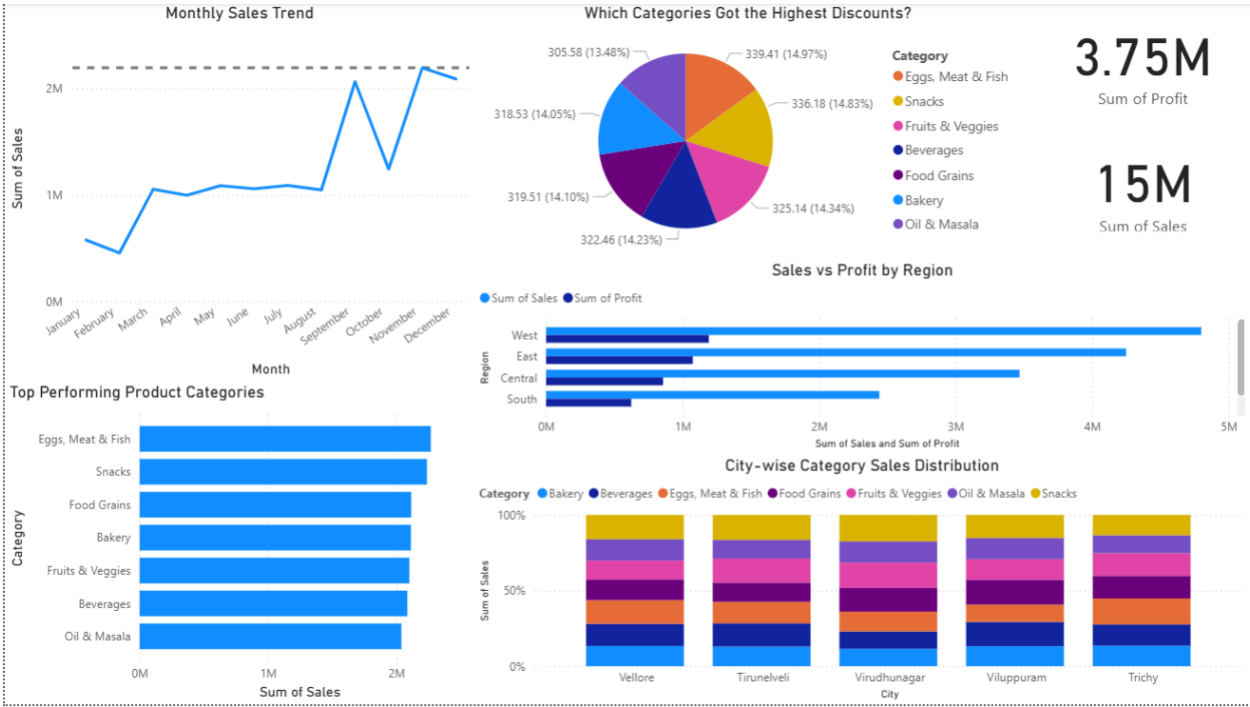 Monthly Sales Trend
Sum of Sales
2M
1M
0M
January
February
March
April
May
June
July
August
September
October
November
December
Month
Which Categories Got the Highest Discounts?
305.58 (13.48%)
339.41 (14.97%)
318.53 (14.05%)
336.18 (14.83%)
319.51 (14.10%)
325.14 (14.34%)
322.46 (14.23%)
Category
Eggs, Meat & Fish
Snacks
Fruits & Veggies
Beverages
Food Grains
Bakery
Oil & Masala
3.75M
Sum of Profit
15M
Sum of Sales
Sales vs Profit by Region
Sum of Sales Sum of Profit
Region
West
East
Central
South
0M 1M 2M 3M 4M 5M
Sum of Sales and Sum of Profit
Top Performing Product Categories
Category
Eggs, Meat & Fish
Snacks
Food Grains
Bakery
Fruits & Veggies
Beverages
Oil & Masala
0M 1M 2M
Sum of Sales
City-wise Category Sales Distribution
Category Bakery Beverages Eggs, Meat & Fish Food Grains Fruits & Veggies Oil & Masala Snacks
Sum of Sales
100%
50%
0%
Vellore Tirunelveli Virudhunagar Viluppuram Trichy
City